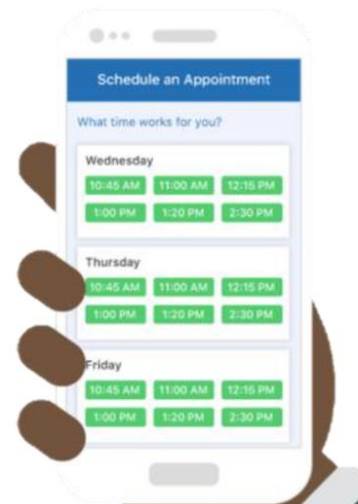 Schedule an Appointment
What time works for you?
Wednesday
10:45 AM 11:00 AM 12:15 PM
1:00 PM 1:20 PM 2:30 PM
Thursday
10:45 AM 11:00 AM 12:15 PM
1:00 PM 1:20 PM 2:30 PM
Friday
10:45 AM 11:00 AM 12:15 PM
1:00 PM 1:20 PM 2:30 PM